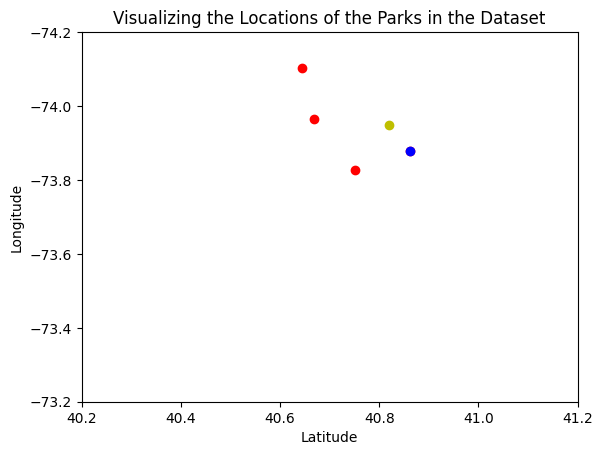 Visualizing the Locations of the Parks in the Dataset
−74.2
−74.0
−73.8
−73.6
−73.4
−73.2
Longitude
40.2 40.4 40.6 40.8 41.0 41.2
Latitude